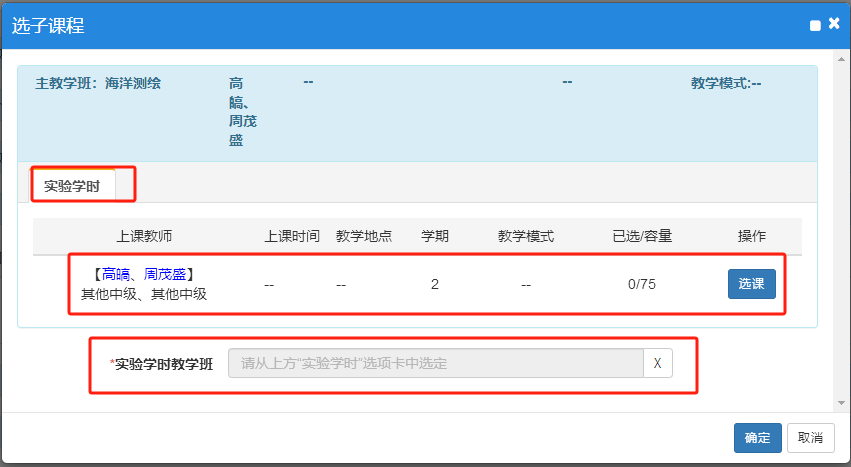 选子课程
主教学班：海洋测绘 高皜、周茂盛 -- -- 教学模式:--
实验学时
上课教师 上课时间 教学地点 学期 教学模式 已选/容量 操作
【高皜、周茂盛】
其他中级、其他中级 -- -- 2 -- 0/75 选课
*实验学时教学班 请从上方"实验学时"选项卡中选定 X
确定 取消